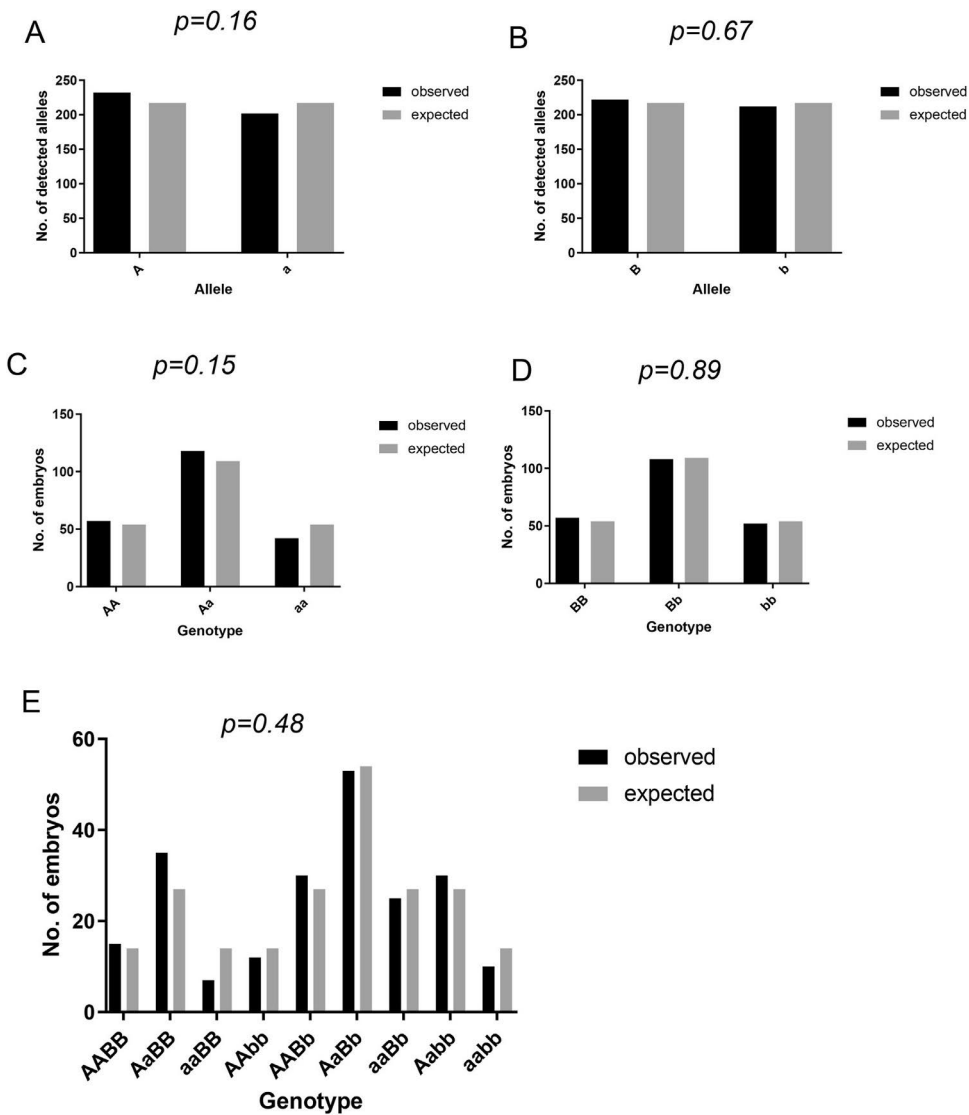 A
p=0.16
No. of detected alleles
250
200
150
100
50
0
A
a
Allele
observed
expected
B
p=0.67
No. of detected alleles
250
200
150
100
50
0
B
b
Allele
observed
expected
C
p=0.15
No. of embryos
150
100
50
0
AA
Aa
aa
Genotype
observed
expected
D
p=0.89
No. of embryos
150
100
50
0
BB
Bb
bb
Genotype
observed
expected
E
p=0.48
No. of embryos
60
40
20
0
AABB
AaBB
aaBB
AAbb
AABb
AaBb
aaBb
Aabb
aabb
Genotype
observed
expected